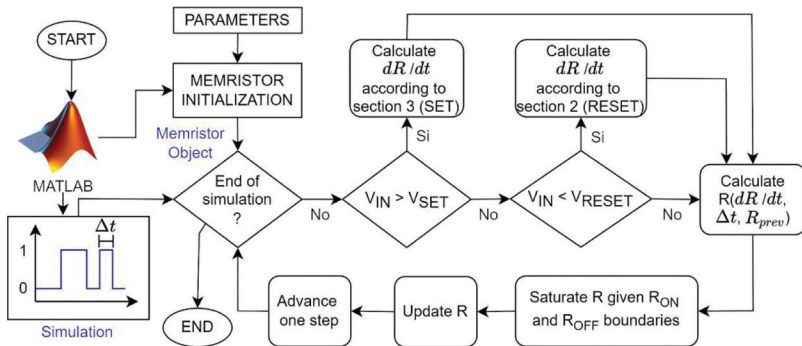 START
PARAMETERS
MEMRISTOR
INITIALIZATION
Memristor
Object
MATLAB
Δt
1
0
Simulation
End of
simulation
?
No
END
V_IN > V_SET
Si
No
Calculate
dR/dt
according to
section 3 (SET)
V_IN < V_RESET
Si
No
Calculate
dR/dt
according to
section 2 (RESET)
Calculate
R(dR/dt,
Δt, R_prev)
Saturate R given R_ON
and R_OFF boundaries
Update R
Advance
one step